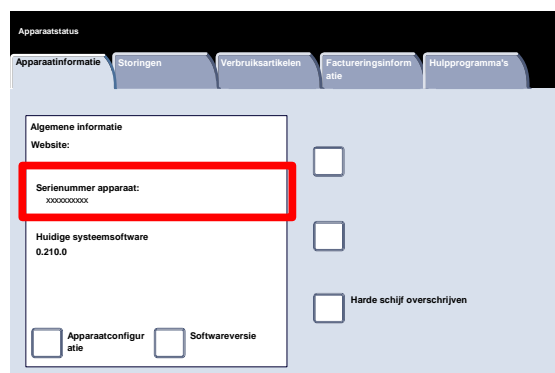 Apparaatstatus
Apparaatinformatie
Storingen
Verbruiksartikelen
Factureringsinform
atie
Hulpprogramma's
Algemene informatie
Website:
Serienummer apparaat:
xxxxxxxxxx
Huidige systeemsoftware
0.210.0
Harde schijf overschrijven
Apparaatconfigur
atie
Softwareversie